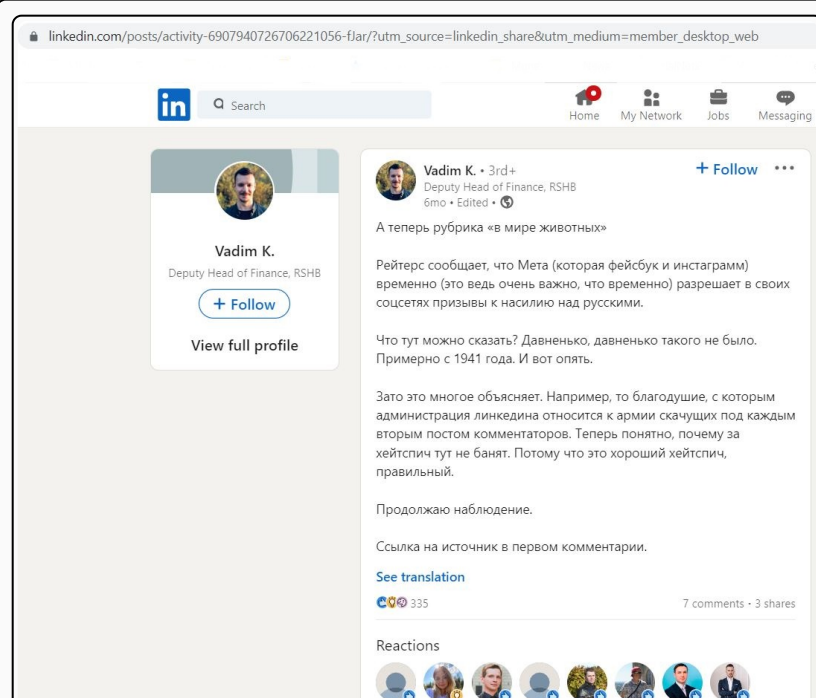 linkedin.com/posts/activity-6907940726706221056-fJar/?utm_source=linkedin_share&utm_medium=member_desktop_web
in
Search
Home
My Network
Jobs
Messaging
Vadim K.
Deputy Head of Finance, RSHB
+ Follow
View full profile
Vadim K. • 3rd+
+ Follow
Deputy Head of Finance, RSHB
6mo • Edited •
А теперь рубрика «в мире животных»
Рейтерс сообщает, что Мета (которая фейсбук и инстаграмм)
временно (это ведь очень важно, что временно) разрешает в своих
соцсетях призывы к насилию над русскими.
Что тут можно сказать? Давненько, давненько такого не было.
Примерно с 1941 года. И вот опять.
Зато это многое объясняет. Например, то благодушие, с которым
администрация линкедина относится к армии скачущих под каждым
вторым постом комментаторов. Теперь понятно, почему за
хейтспич тут не банят. Потому что это хороший хейтспич,
правильный.
Продолжаю наблюдение.
Ссылка на источник в первом комментарии.
See translation
335
7 comments • 3 shares
Reactions